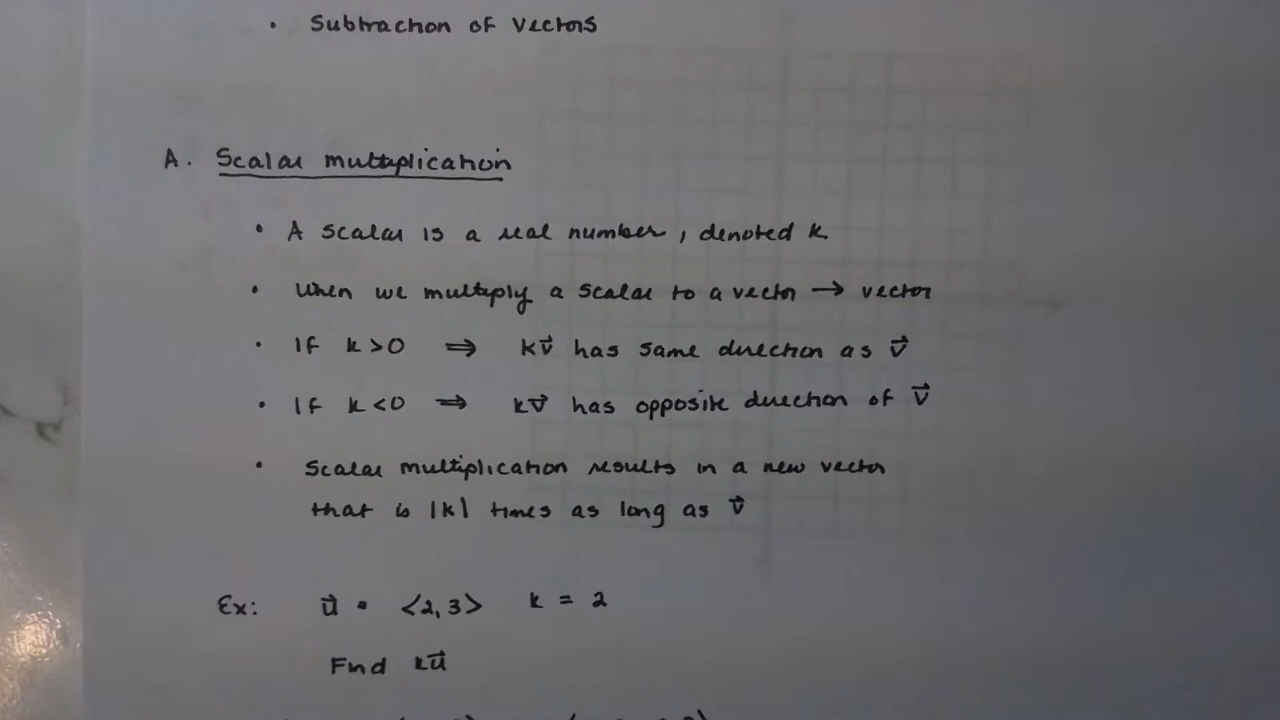 • Subtraction of Vectors
A. Scalar multiplication
• A scalar is a real number, denoted k
• When we multiply a scalar to a vector → vector
• If k>0 ⇒ kv⃗ has same direction as v⃗
• If k<0 ⇒ kv⃗ has opposite direction of v⃗
• Scalar multiplication results in a new vector
that is |k| times as long as v⃗
Ex: u⃗ = <2,3> k = 2
Find ku⃗